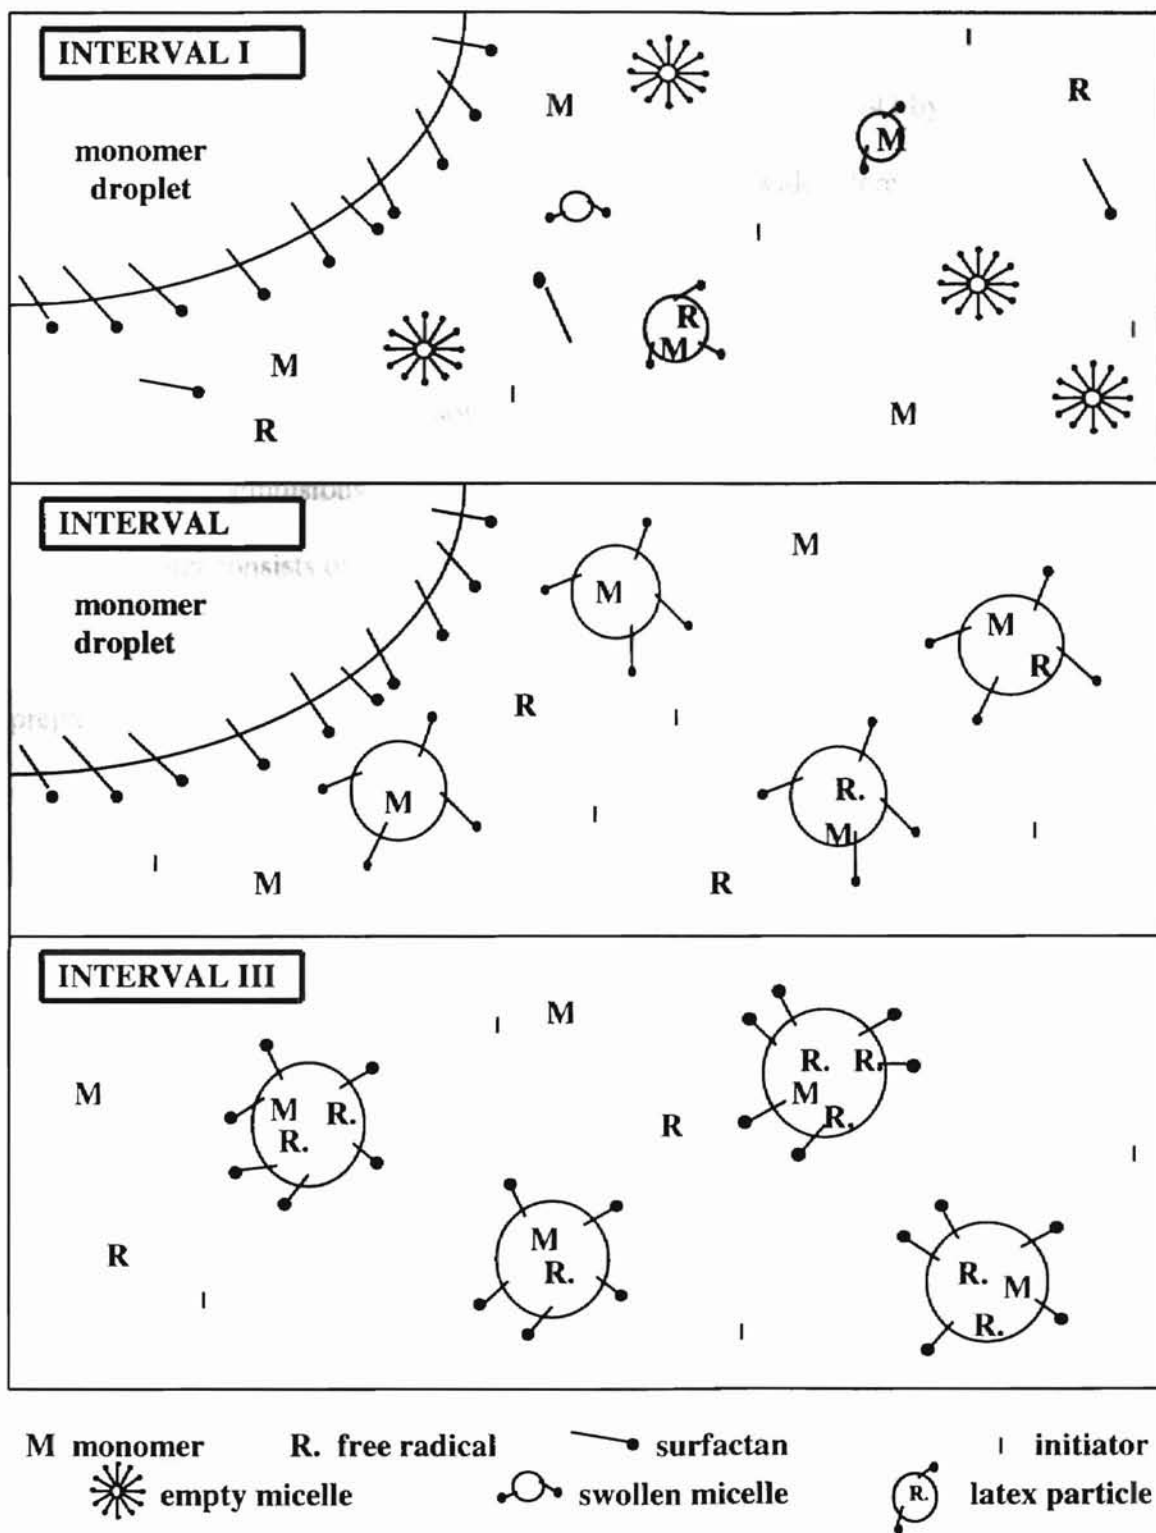 INTERVAL I
monomer
droplet
M
R
M
R
M
M
R
M
R
M
I
I
I
I
INTERVAL
monomer
droplet
M
M
M
R
R
I
M
R.
M
I
I
I
M
R
INTERVAL III
I
M
R.
R.
M
R.
M
M
R.
R.
R
I
M
R.
R
R.
M
R.
I
I
M monomer
R. free radical
surfactan
I initiator
empty micelle
swollen micelle
R.
latex particle